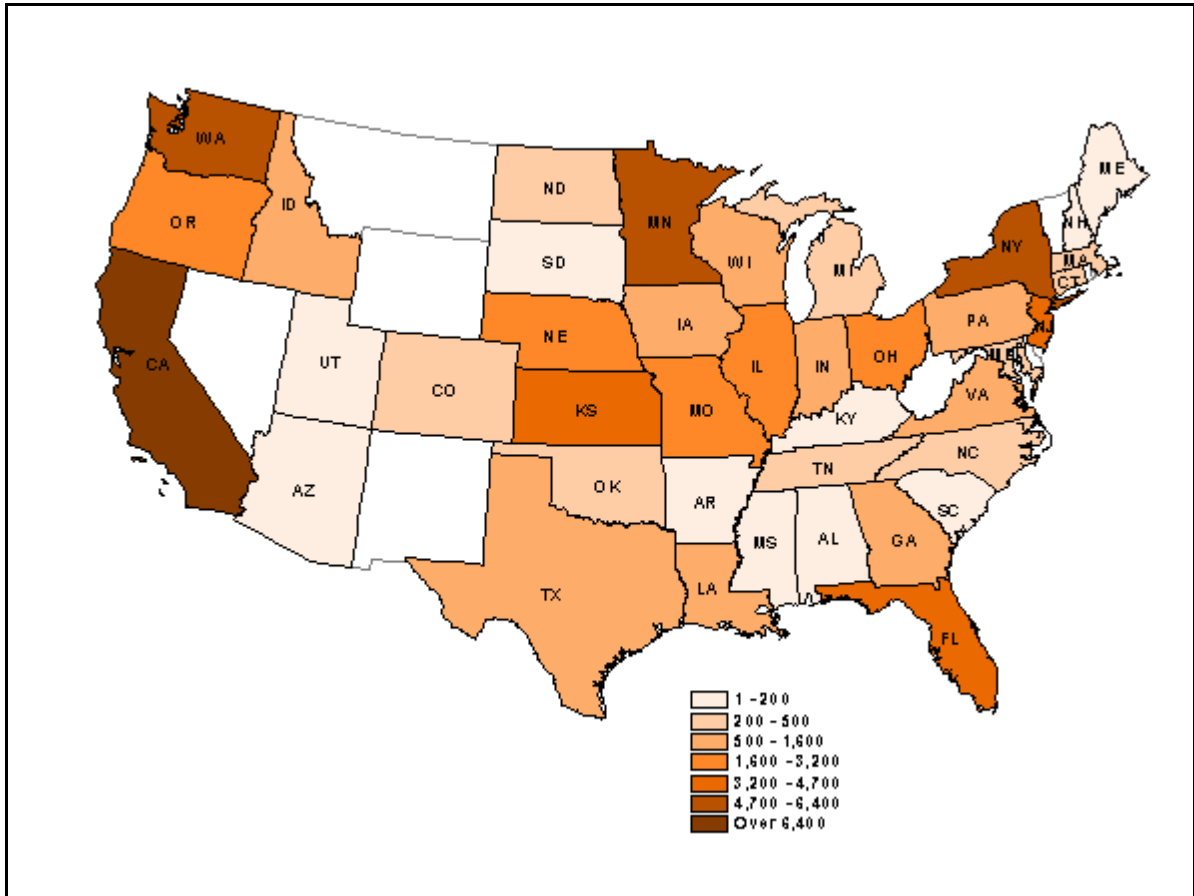 WA
ME
ND
MN
ID
OR
NH
NY
WI
SD
MI
MA
CT
PA
IA
NE
NJ
OH
UT
CA
IL
IN
CO
VA
KS
MO
KY
NC
TN
OK
AZ
AR
SC
MS
AL
GA
TX
LA
FL
1 - 200
200 - 500
500 - 1,600
1,600 - 3,200
3,200 - 4,700
4,700 - 6,400
Over 6,400